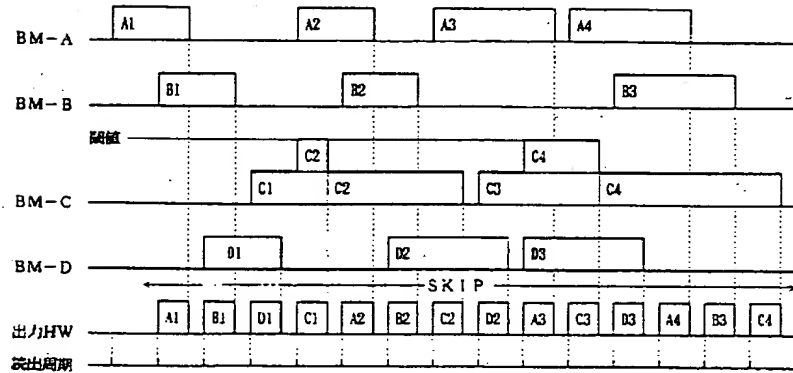 A1 A2 A3 A4
BM-A
B1 B2 B3
BM-B
閾値
C2 C4
C1 C2 C3 C4
BM-C
D1 D2 D3
BM-D
SKIP
A1 B1 D1 C1 A2 B2 C2 D2 A3 C3 D3 A4 B3 C4
出力HW
読出周期